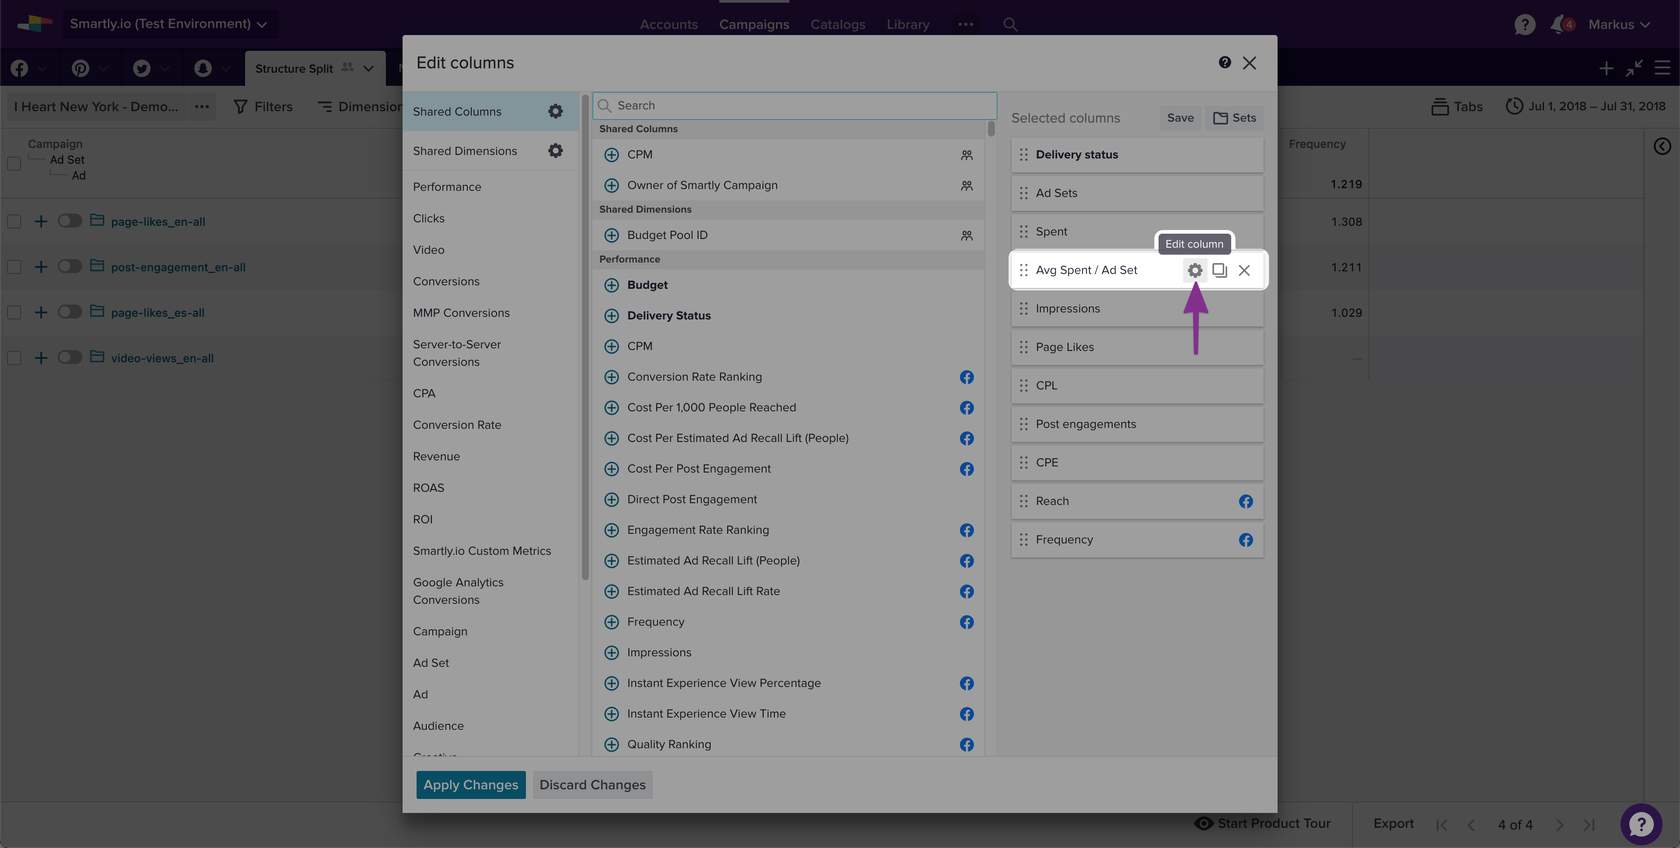 Smartly.io (Test Environment)
Accounts
Campaigns
Catalogs
Library
4
Markus
Structure Split
I Heart New York - Demo...
Filters
Tabs
Jul 1, 2018 – Jul 31, 2018
Campaign
Ad Set
Ad
page-likes_en-all
post-engagement_en-all
page-likes_es-all
video-views_en-all
Edit columns
Shared Columns
Shared Dimensions
Performance
Clicks
Video
Conversions
MMP Conversions
Server-to-Server
Conversions
CPA
Conversion Rate
Revenue
ROAS
ROI
Smartly.io Custom Metrics
Google Analytics
Conversions
Campaign
Ad Set
Ad
Audience
Search
Shared Columns
CPM
Owner of Smartly Campaign
Shared Dimensions
Budget Pool ID
Performance
Budget
Delivery Status
CPM
Conversion Rate Ranking
Cost Per 1,000 People Reached
Cost Per Estimated Ad Recall Lift (People)
Cost Per Post Engagement
Direct Post Engagement
Engagement Rate Ranking
Estimated Ad Recall Lift (People)
Estimated Ad Recall Lift Rate
Frequency
Impressions
Instant Experience View Percentage
Instant Experience View Time
Quality Ranking
Selected columns
Save
Sets
Delivery status
Ad Sets
Spent
Edit column
Avg Spent / Ad Set
Impressions
Page Likes
CPL
Post engagements
CPE
Reach
Frequency
Apply Changes
Discard Changes
Frequency
1.219
1.308
1.211
1.029
—
Start Product Tour
Export
4 of 4